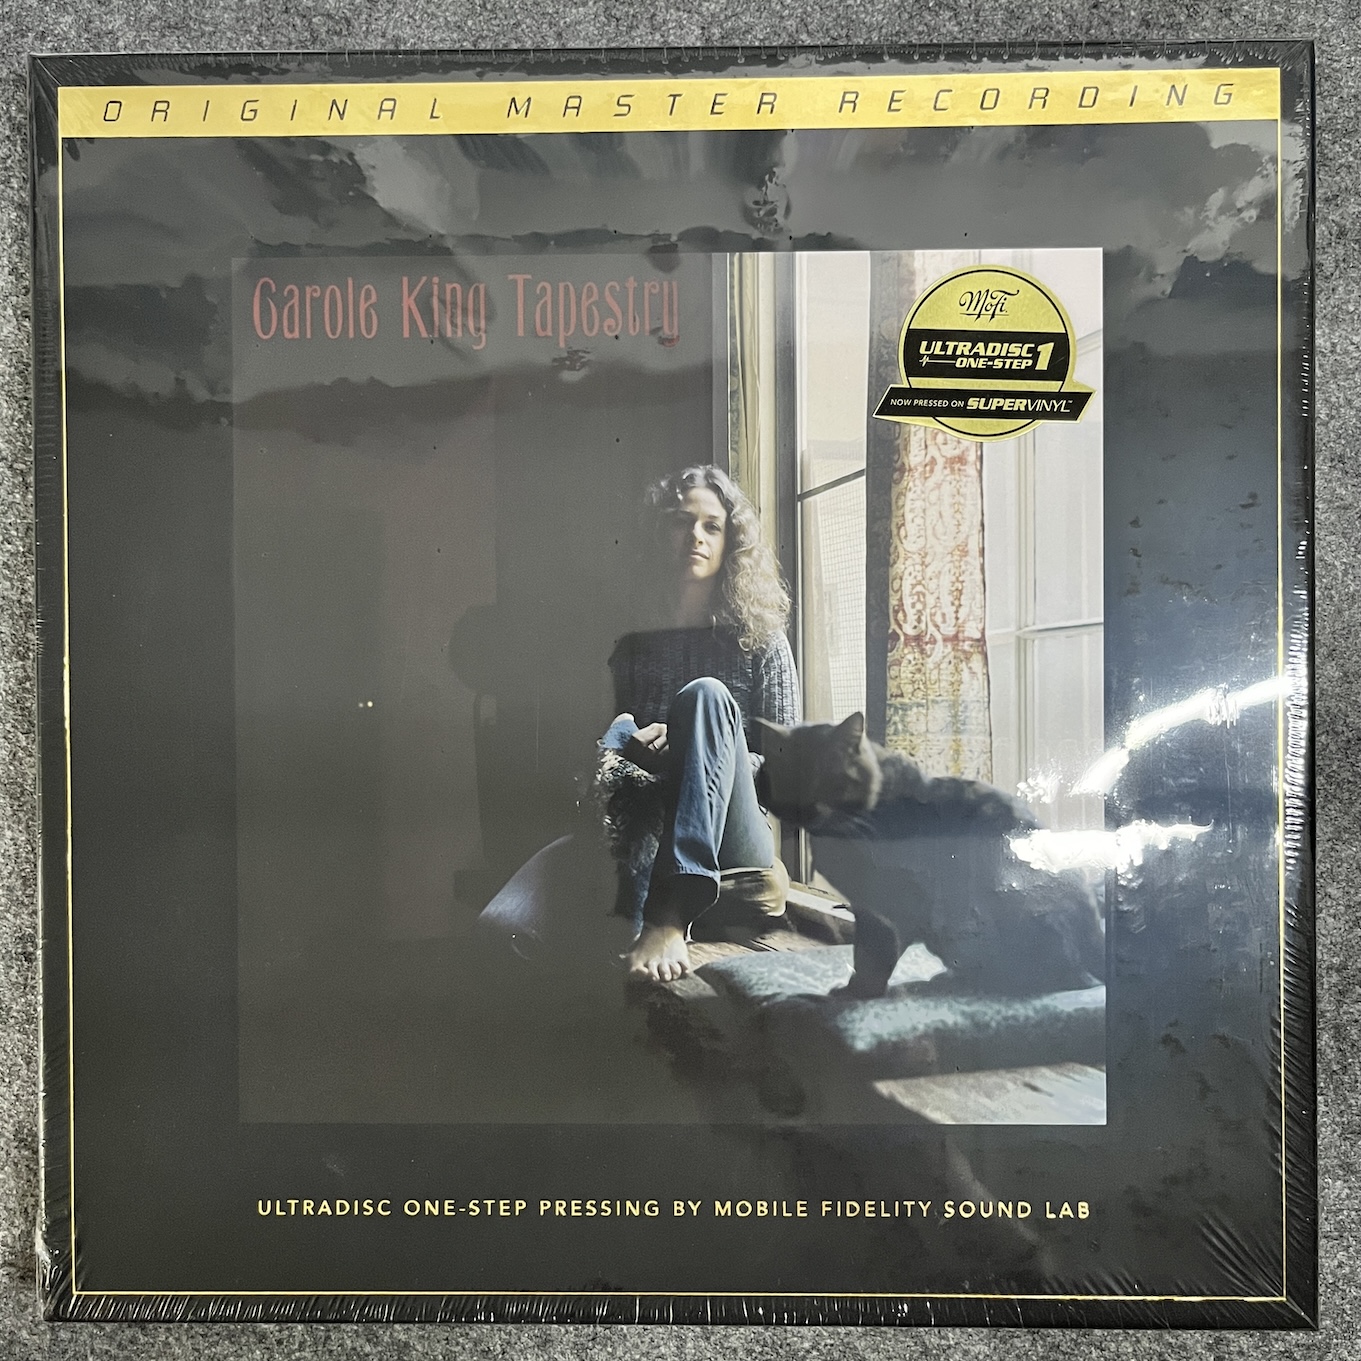 ORIGINAL MASTER RECORDING
Carole King Tapestry
MoFi
ULTRADISC
ONE-STEP 1
NOW PRESSED ON SUPERVINYL™
ULTRADISC ONE-STEP PRESSING BY MOBILE FIDELITY SOUND LAB